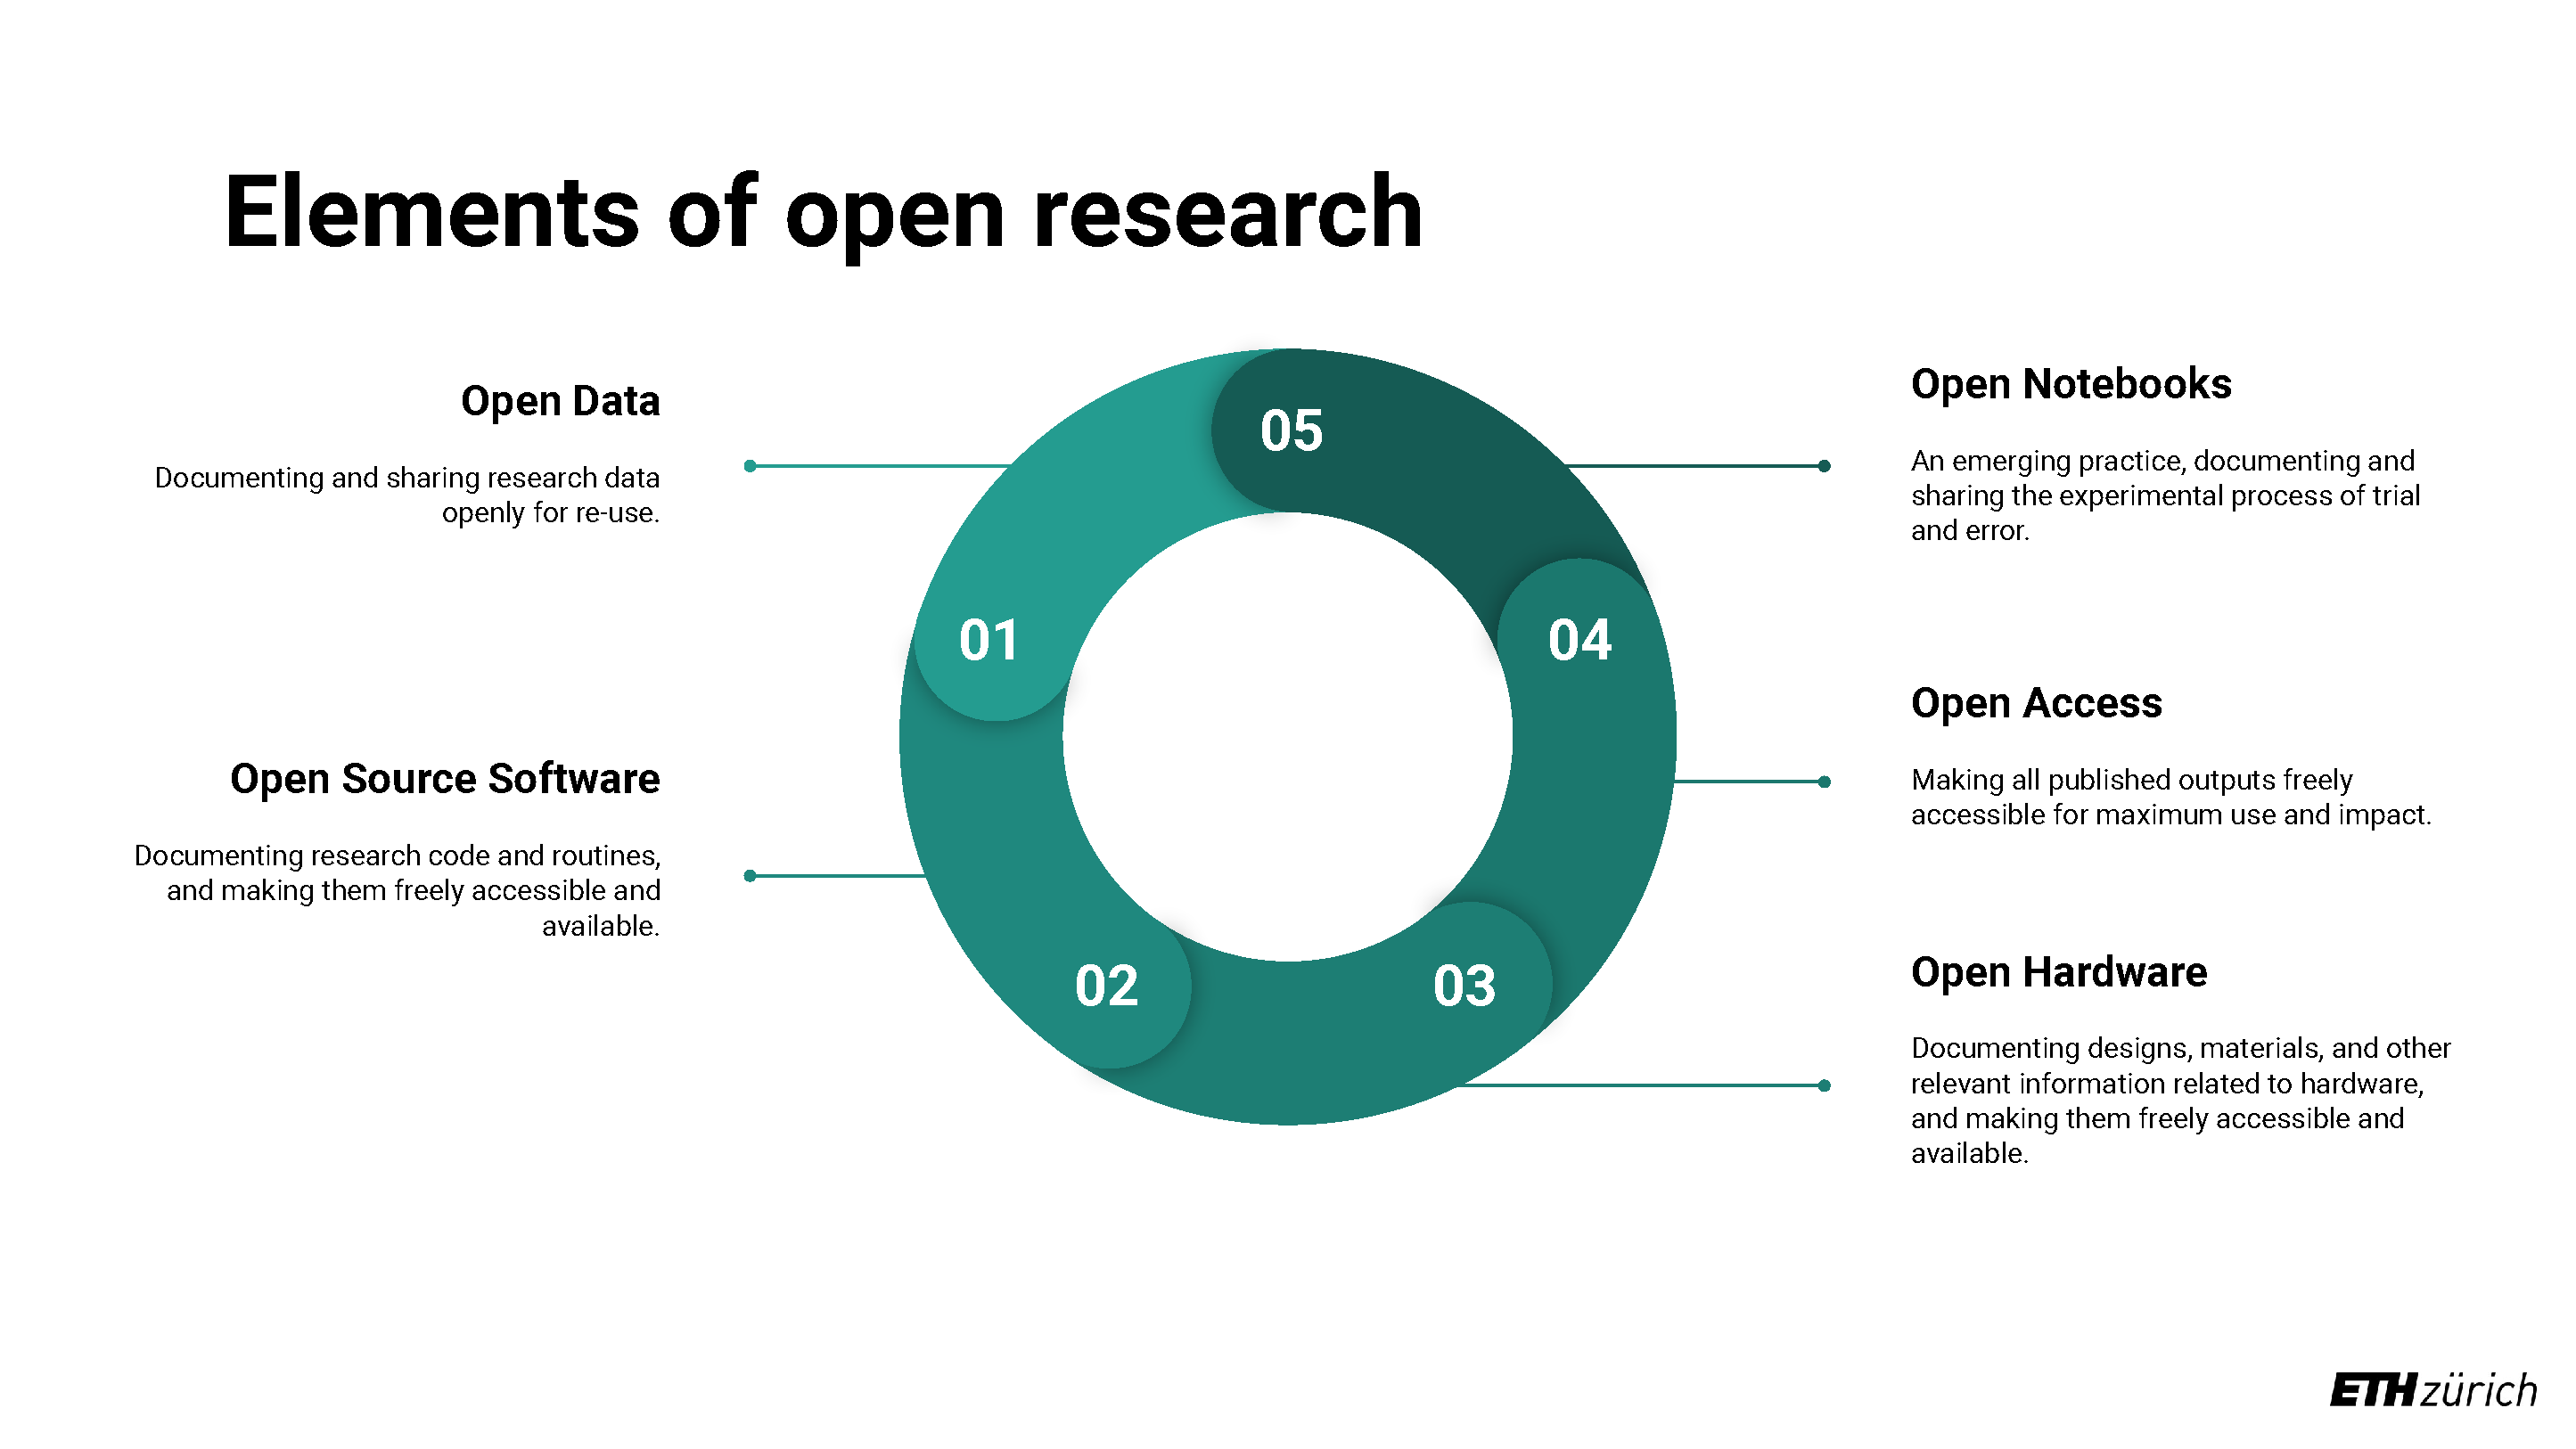 Elements of open research
Open Data
Documenting and sharing research data
openly for re-use.
Open Source Software
Documenting research code and routines,
and making them freely accessible and
available.
05
01
04
02
03
Open Notebooks
An emerging practice, documenting and
sharing the experimental process of trial
and error.
Open Access
Making all published outputs freely
accessible for maximum use and impact.
Open Hardware
Documenting designs, materials, and other
relevant information related to hardware,
and making them freely accessible and
available.
ETH zürich